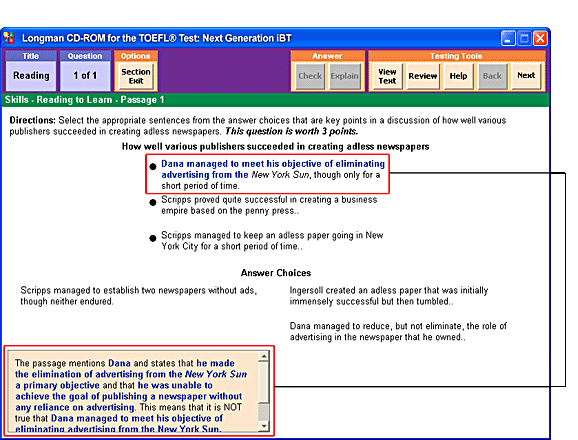 Longman CD-ROM for the TOEFL® Test: Next Generation iBT
Title Question Options Answer Testing Tools
Reading 1 of 1 Section Exit Check Explain View Text Review Help Back Next
Skills - Reading to Learn - Passage 1
Directions: Select the appropriate sentences from the answer choices that are key points in a discussion of how well various
publishers succeeded in creating adless newspapers. This question is worth 3 points.
How well various publishers succeeded in creating adless newspapers
Dana managed to meet his objective of eliminating
advertising from the New York Sun, though only for a
short period of time.
Scripps proved quite successful in creating a business
empire based on the penny press..
Scripps managed to keep an adless paper going in New
York City for a short period of time..
Answer Choices
Scripps managed to establish two newspapers without ads,
though neither endured.
Ingersoll created an adless paper that was initially
immensely successful but then tumbled..
Dana managed to reduce, but not eliminate, the role of
advertising in the newspaper that he owned..
The passage mentions Dana and states that he made
the elimination of advertising from the New York Sun
a primary objective and that he was unable to
achieve the goal of publishing a newspaper without
any reliance on advertising. This means that it is NOT
true that Dana managed to meet his objective of
eliminating advertising from the New York Sun.